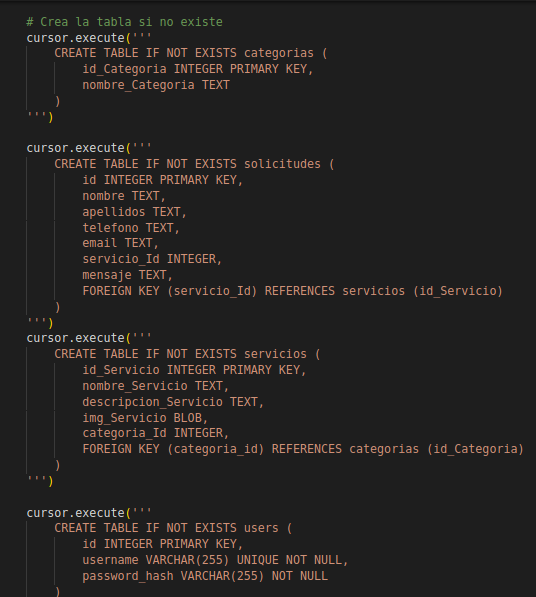 # Crea la tabla si no existe
cursor.execute('''
CREATE TABLE IF NOT EXISTS categorias (
id_Categoria INTEGER PRIMARY KEY,
nombre_Categoria TEXT
)
''')
cursor.execute('''
CREATE TABLE IF NOT EXISTS solicitudes (
id INTEGER PRIMARY KEY,
nombre TEXT,
apellidos TEXT,
telefono TEXT,
email TEXT,
servicio_Id INTEGER,
mensaje TEXT,
FOREIGN KEY (servicio_Id) REFERENCES servicios (id_Servicio)
)
''')
cursor.execute('''
CREATE TABLE IF NOT EXISTS servicios (
id_Servicio INTEGER PRIMARY KEY,
nombre_Servicio TEXT,
descripcion_Servicio TEXT,
img_Servicio BLOB,
categoria_Id INTEGER,
FOREIGN KEY (categoria_id) REFERENCES categorias (id_Categoria)
)
''')
cursor.execute('''
CREATE TABLE IF NOT EXISTS users (
id INTEGER PRIMARY KEY,
username VARCHAR(255) UNIQUE NOT NULL,
password_hash VARCHAR(255) NOT NULL
)